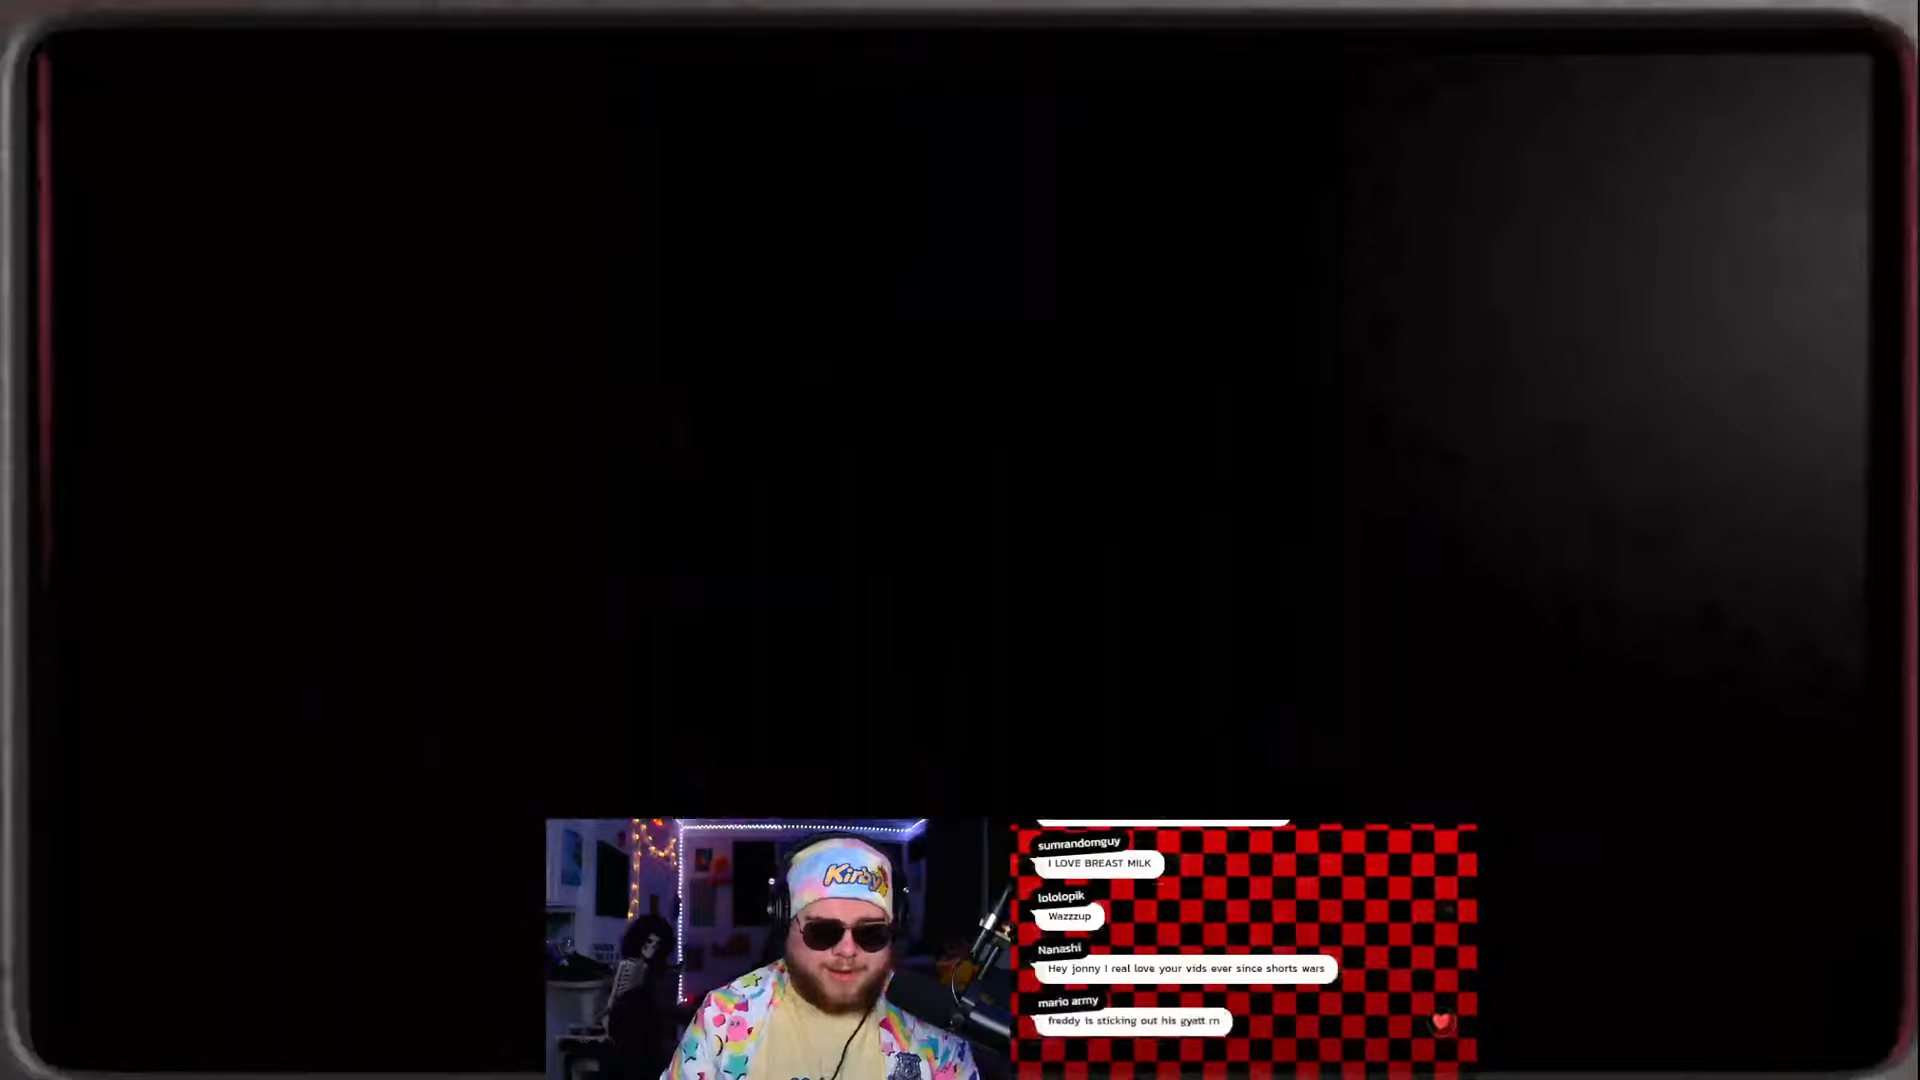 Kirby
sumrandomguy
I LOVE BREAST MILK
lololopik
Wazzzup
Nanashi
Hey jonny I real love your vids ever since shorts wars
mario army
freddy is sticking out his gyatt rn